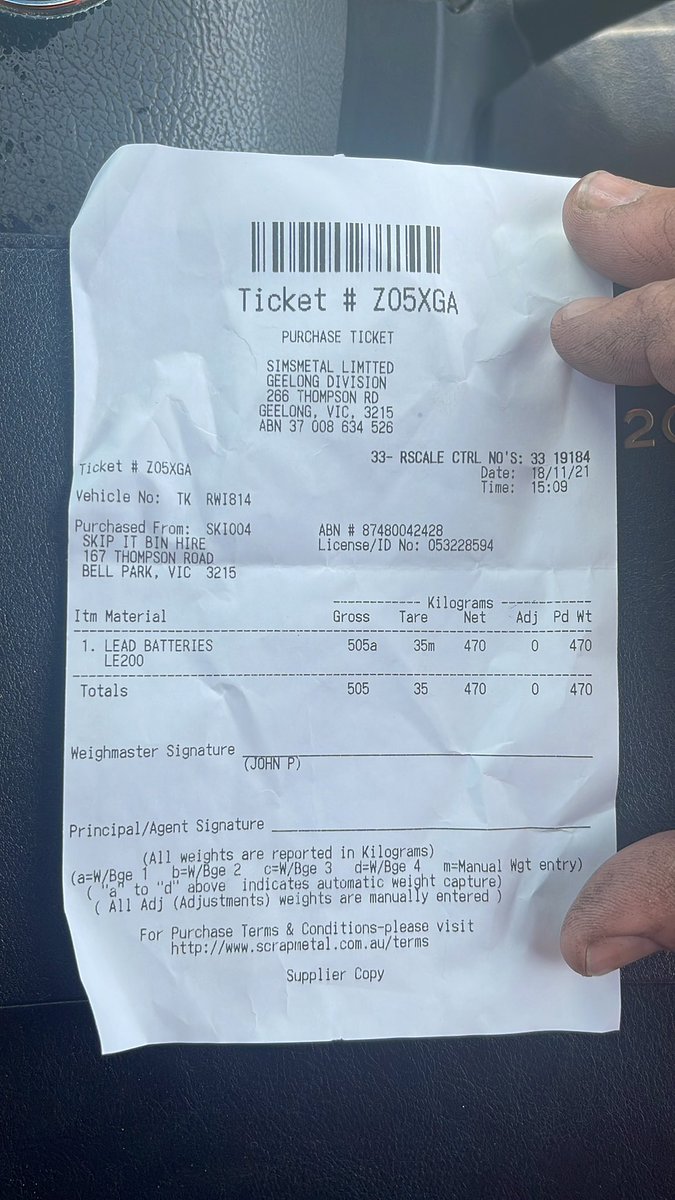 Ticket # Z05XGA
PURCHASE TICKET
SIMSMETAL LIMTTED
GEELONG DIVISION
266 THOMPSON RD
GEELONG, VIC, 3215
ABN 37 008 634 526
33- RSCALE CTRL NO'S: 33 19184
Ticket # Z05XGA Date: 18/11/21
Time: 15:09
Vehicle No: TK RWI814
Purchased From: SKI004 ABN # 87480042428
SKIP IT BIN HIRE License/ID No: 053228594
167 THOMPSON ROAD
BELL PARK, VIC 3215
------------ Kilograms ------------
Itm Material Gross Tare Net Adj Pd Wt
1. LEAD BATTERIES 505a 35m 470 0 470
LE200
Totals 505 35 470 0 470
Weighmaster Signature
(JOHN P)
Principal/Agent Signature
(All weights are reported in Kilograms)
(a=W/Bge 1 b=W/Bge 2 c=W/Bge 3 d=W/Bge 4 m=Manual Wgt entry)
( "a" to "d" above indicates automatic weight capture)
( All Adj (Adjustments) weights are manually entered )
For Purchase Terms & Conditions-please visit
http://www.scrapmetal.com.au/terms
Supplier Copy